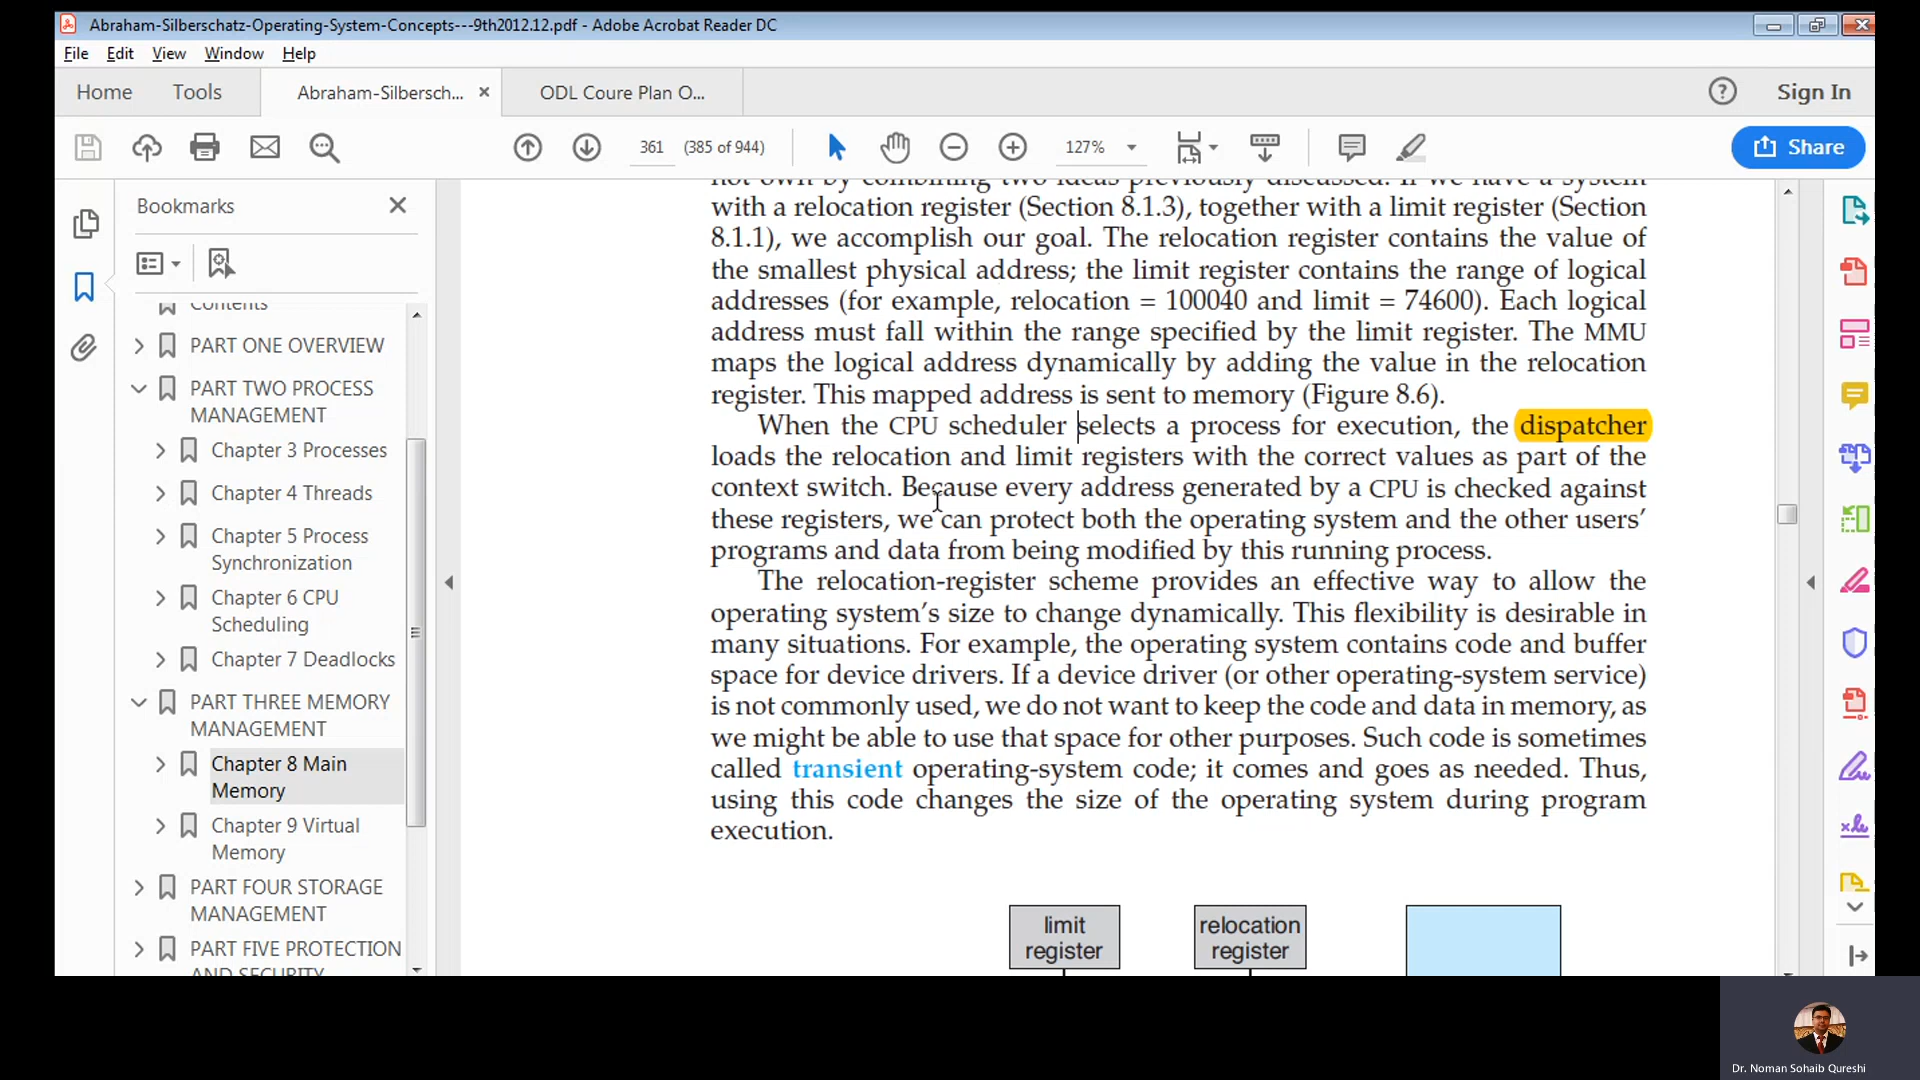 Abraham-Silberschatz-Operating-System-Concepts---9th2012.12.pdf - Adobe Acrobat Reader DC
File Edit View Window Help
Home Tools Abraham-Silbersch... ODL Coure Plan O... Sign In
361 (385 of 944) 127% Share
Bookmarks
Contents
PART ONE OVERVIEW
PART TWO PROCESS
MANAGEMENT
Chapter 3 Processes
Chapter 4 Threads
Chapter 5 Process
Synchronization
Chapter 6 CPU
Scheduling
Chapter 7 Deadlocks
PART THREE MEMORY
MANAGEMENT
Chapter 8 Main
Memory
Chapter 9 Virtual
Memory
PART FOUR STORAGE
MANAGEMENT
PART FIVE PROTECTION
AND SECURITY
not own by combining two ideas previously discussed. If we have a system
with a relocation register (Section 8.1.3), together with a limit register (Section
8.1.1), we accomplish our goal. The relocation register contains the value of
the smallest physical address; the limit register contains the range of logical
addresses (for example, relocation = 100040 and limit = 74600). Each logical
address must fall within the range specified by the limit register. The MMU
maps the logical address dynamically by adding the value in the relocation
register. This mapped address is sent to memory (Figure 8.6).
When the CPU scheduler selects a process for execution, the dispatcher
loads the relocation and limit registers with the correct values as part of the
context switch. Because every address generated by a CPU is checked against
these registers, we can protect both the operating system and the other users’
programs and data from being modified by this running process.
The relocation-register scheme provides an effective way to allow the
operating system’s size to change dynamically. This flexibility is desirable in
many situations. For example, the operating system contains code and buffer
space for device drivers. If a device driver (or other operating-system service)
is not commonly used, we do not want to keep the code and data in memory, as
we might be able to use that space for other purposes. Such code is sometimes
called transient operating-system code; it comes and goes as needed. Thus,
using this code changes the size of the operating system during program
execution.
limit
register
relocation
register
Dr. Noman Sohaib Qureshi